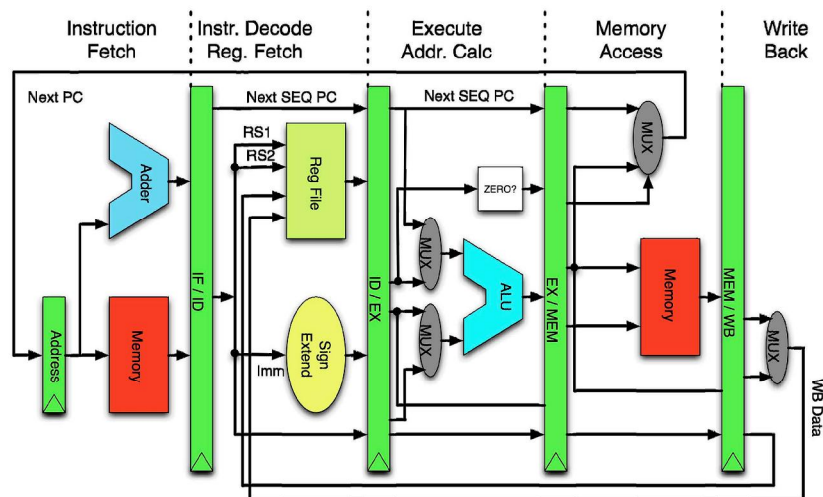 Instruction
Fetch
Instr. Decode
Reg. Fetch
Execute
Addr. Calc
Memory
Access
Write
Back
Next PC
Next SEQ PC
Next SEQ PC
RS1
RS2
Adder
Reg File
ZERO?
MUX
MUX
IF / ID
ID / EX
ALU
EX / MEM
Memory
MEM / WB
Address
Memory
Sign
Extend
Imm
MUX
MUX
WB Data